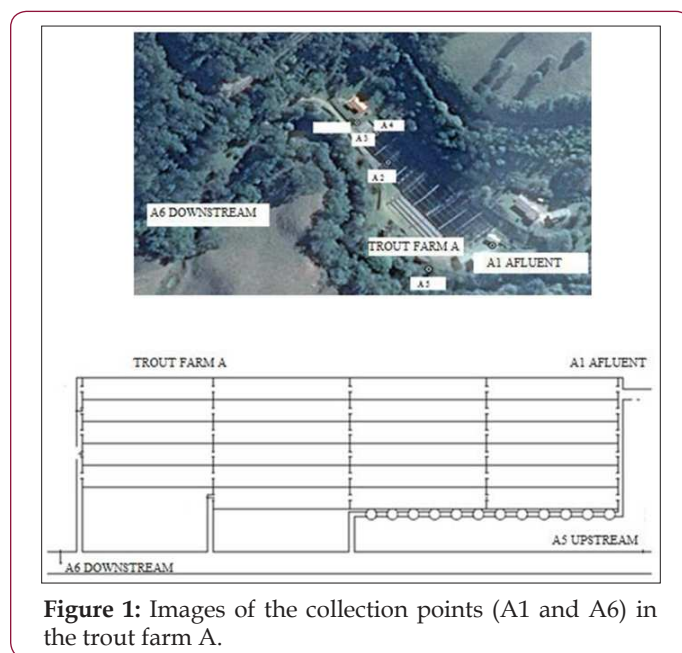 A4
A3
A2
A6 DOWNSTREAM
TROUT FARM A
A1 AFLUENT
A5
TROUT FARM A
A1 AFLUENT
A5 UPSTREAM
A6 DOWNSTREAM
Figure 1: Images of the collection points (A1 and A6) in
the trout farm A.